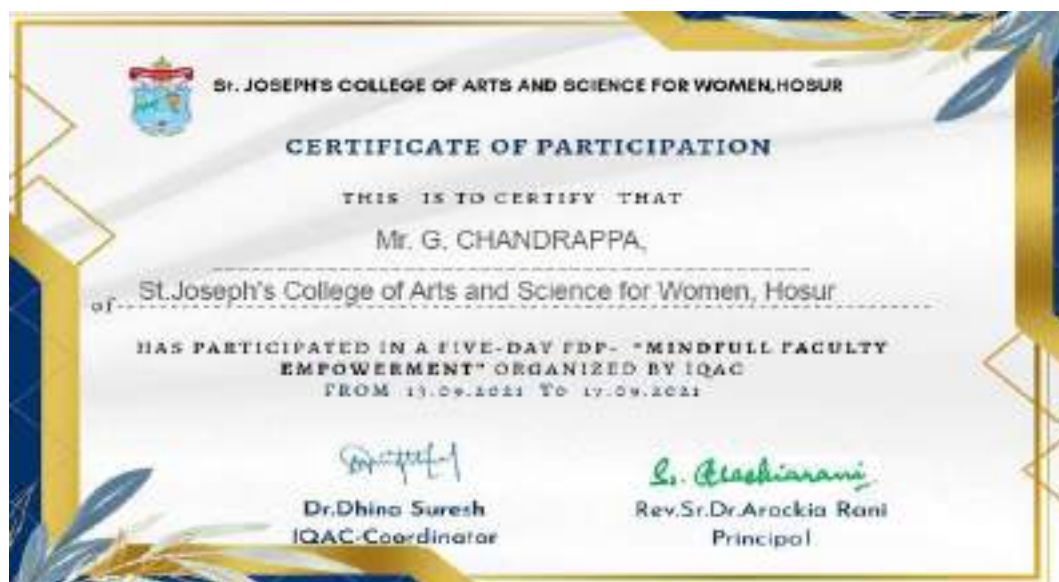 St. JOSEPH'S COLLEGE OF ARTS AND SCIENCE FOR WOMEN,HOSUR
CERTIFICATE OF PARTICIPATION
THIS IS TO CERTIFY THAT
Mr. G. CHANDRAPPA,
of St.Joseph's College of Arts and Science for Women, Hosur
HAS PARTICIPATED IN A FIVE-DAY FDP- "MINDFULL FACULTY
EMPOWERMENT" ORGANIZED BY IQAC
FROM 13.09.2021 TO 17.09.2021
Dr.Dhina Suresh
IQAC-Coordinator
Rev.Sr.Dr.Arockia Rani
Principal